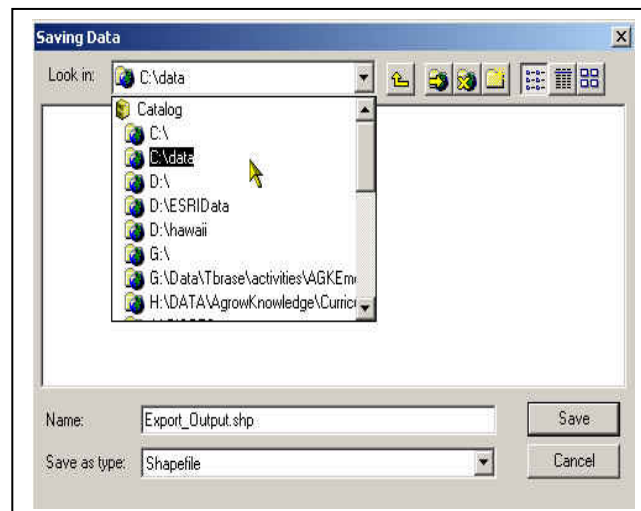 Saving Data
Look in: C:\data
Catalog
C:\
C:\data
D:\
D:\ESRIData
D:\hawaii
G:\
G:\Data\Tbrase\activities\AGKEm
H:\DATA\AgrowKnowledge\Curric
Name: Export_Output.shp Save
Save as type: Shapefile Cancel